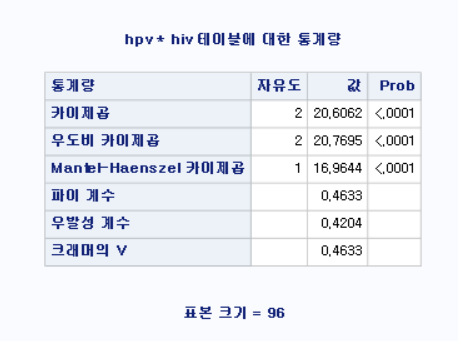 hpv * hiv 테이블에 대한 통계량
통계량 자유도 값 Prob
카이제곱 2 20,6062 <,0001
우도비 카이제곱 2 20,7695 <,0001
Mantel-Haenszel 카이제곱 1 16,9644 <,0001
파이 계수 0,4633
우발성 계수 0,4204
크래머의 V 0,4633
표본 크기 = 96